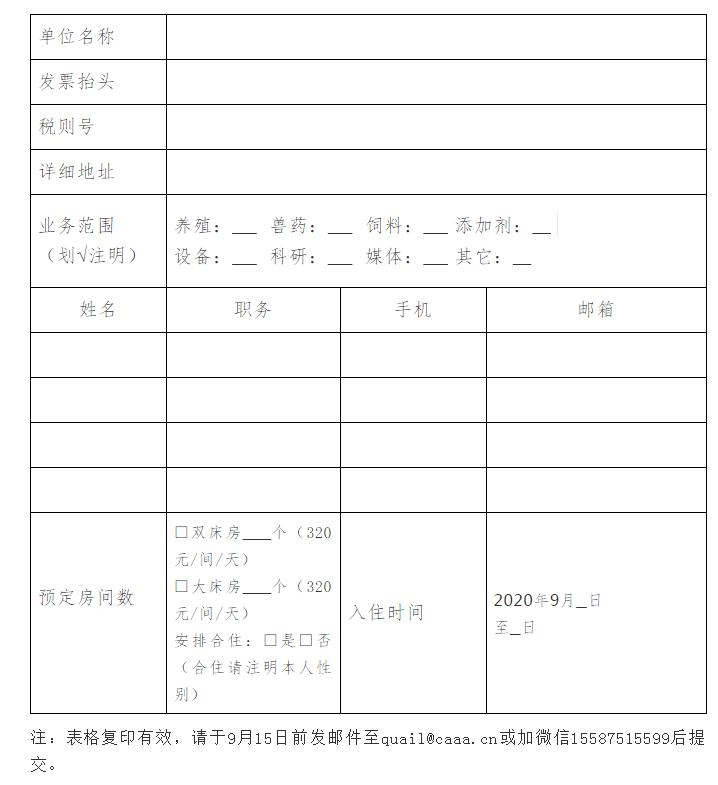 单位名称
发票抬头
税则号
详细地址
业务范围
（划√注明）
养殖：___ 兽药：___ 饲料：___ 添加剂：__
设备：___ 科研：___ 媒体：___ 其它：__
姓名 职务 手机 邮箱
预定房间数
□双床房___个（320
元/间/天）
□大床房___个（320
元/间/天）
安排合住：□是□否
（合住请注明本人性
别）
入住时间
2020年9月_日
至_日
注：表格复印有效，请于9月15日前发邮件至quail@caaa.cn或加微信15587515599后提
交。